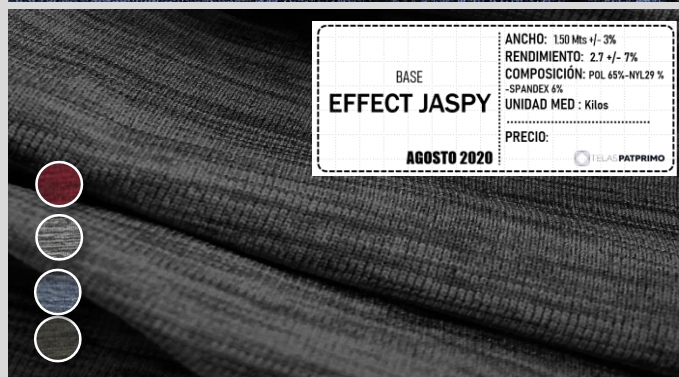 BASE
EFFECT JASPY
AGOSTO 2020
ANCHO: 1.50 Mts +/- 3%
RENDIMIENTO: 2.7 +/- 7%
COMPOSICIÓN: POL 65%-NYL29 %
-SPANDEX 6%
UNIDAD MED : Kilos
PRECIO:
TELASPATPRIMO